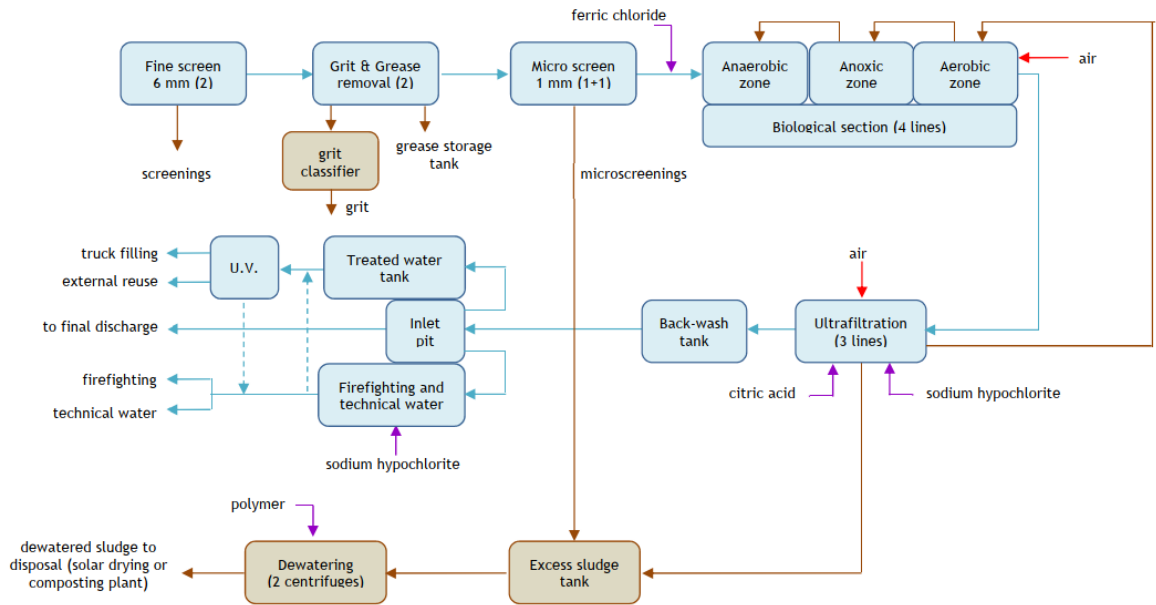 ferric chloride
Fine screen
6 mm (2)
Grit & Grease
removal (2)
Micro screen
1 mm (1+1)
Anaerobic
zone
Anoxic
zone
Aerobic
zone
air
Biological section (4 lines)
screenings
grit
classifier
grease storage
tank
microscreenings
grit
truck filling
external reuse
U.V.
Treated water
tank
air
to final discharge
Inlet
pit
Back-wash
tank
Ultrafiltration
(3 lines)
firefighting
technical water
Firefighting and
technical water
citric acid
sodium hypochlorite
sodium hypochlorite
polymer
dewatered sludge to
disposal (solar drying or
composting plant)
Dewatering
(2 centrifuges)
Excess sludge
tank